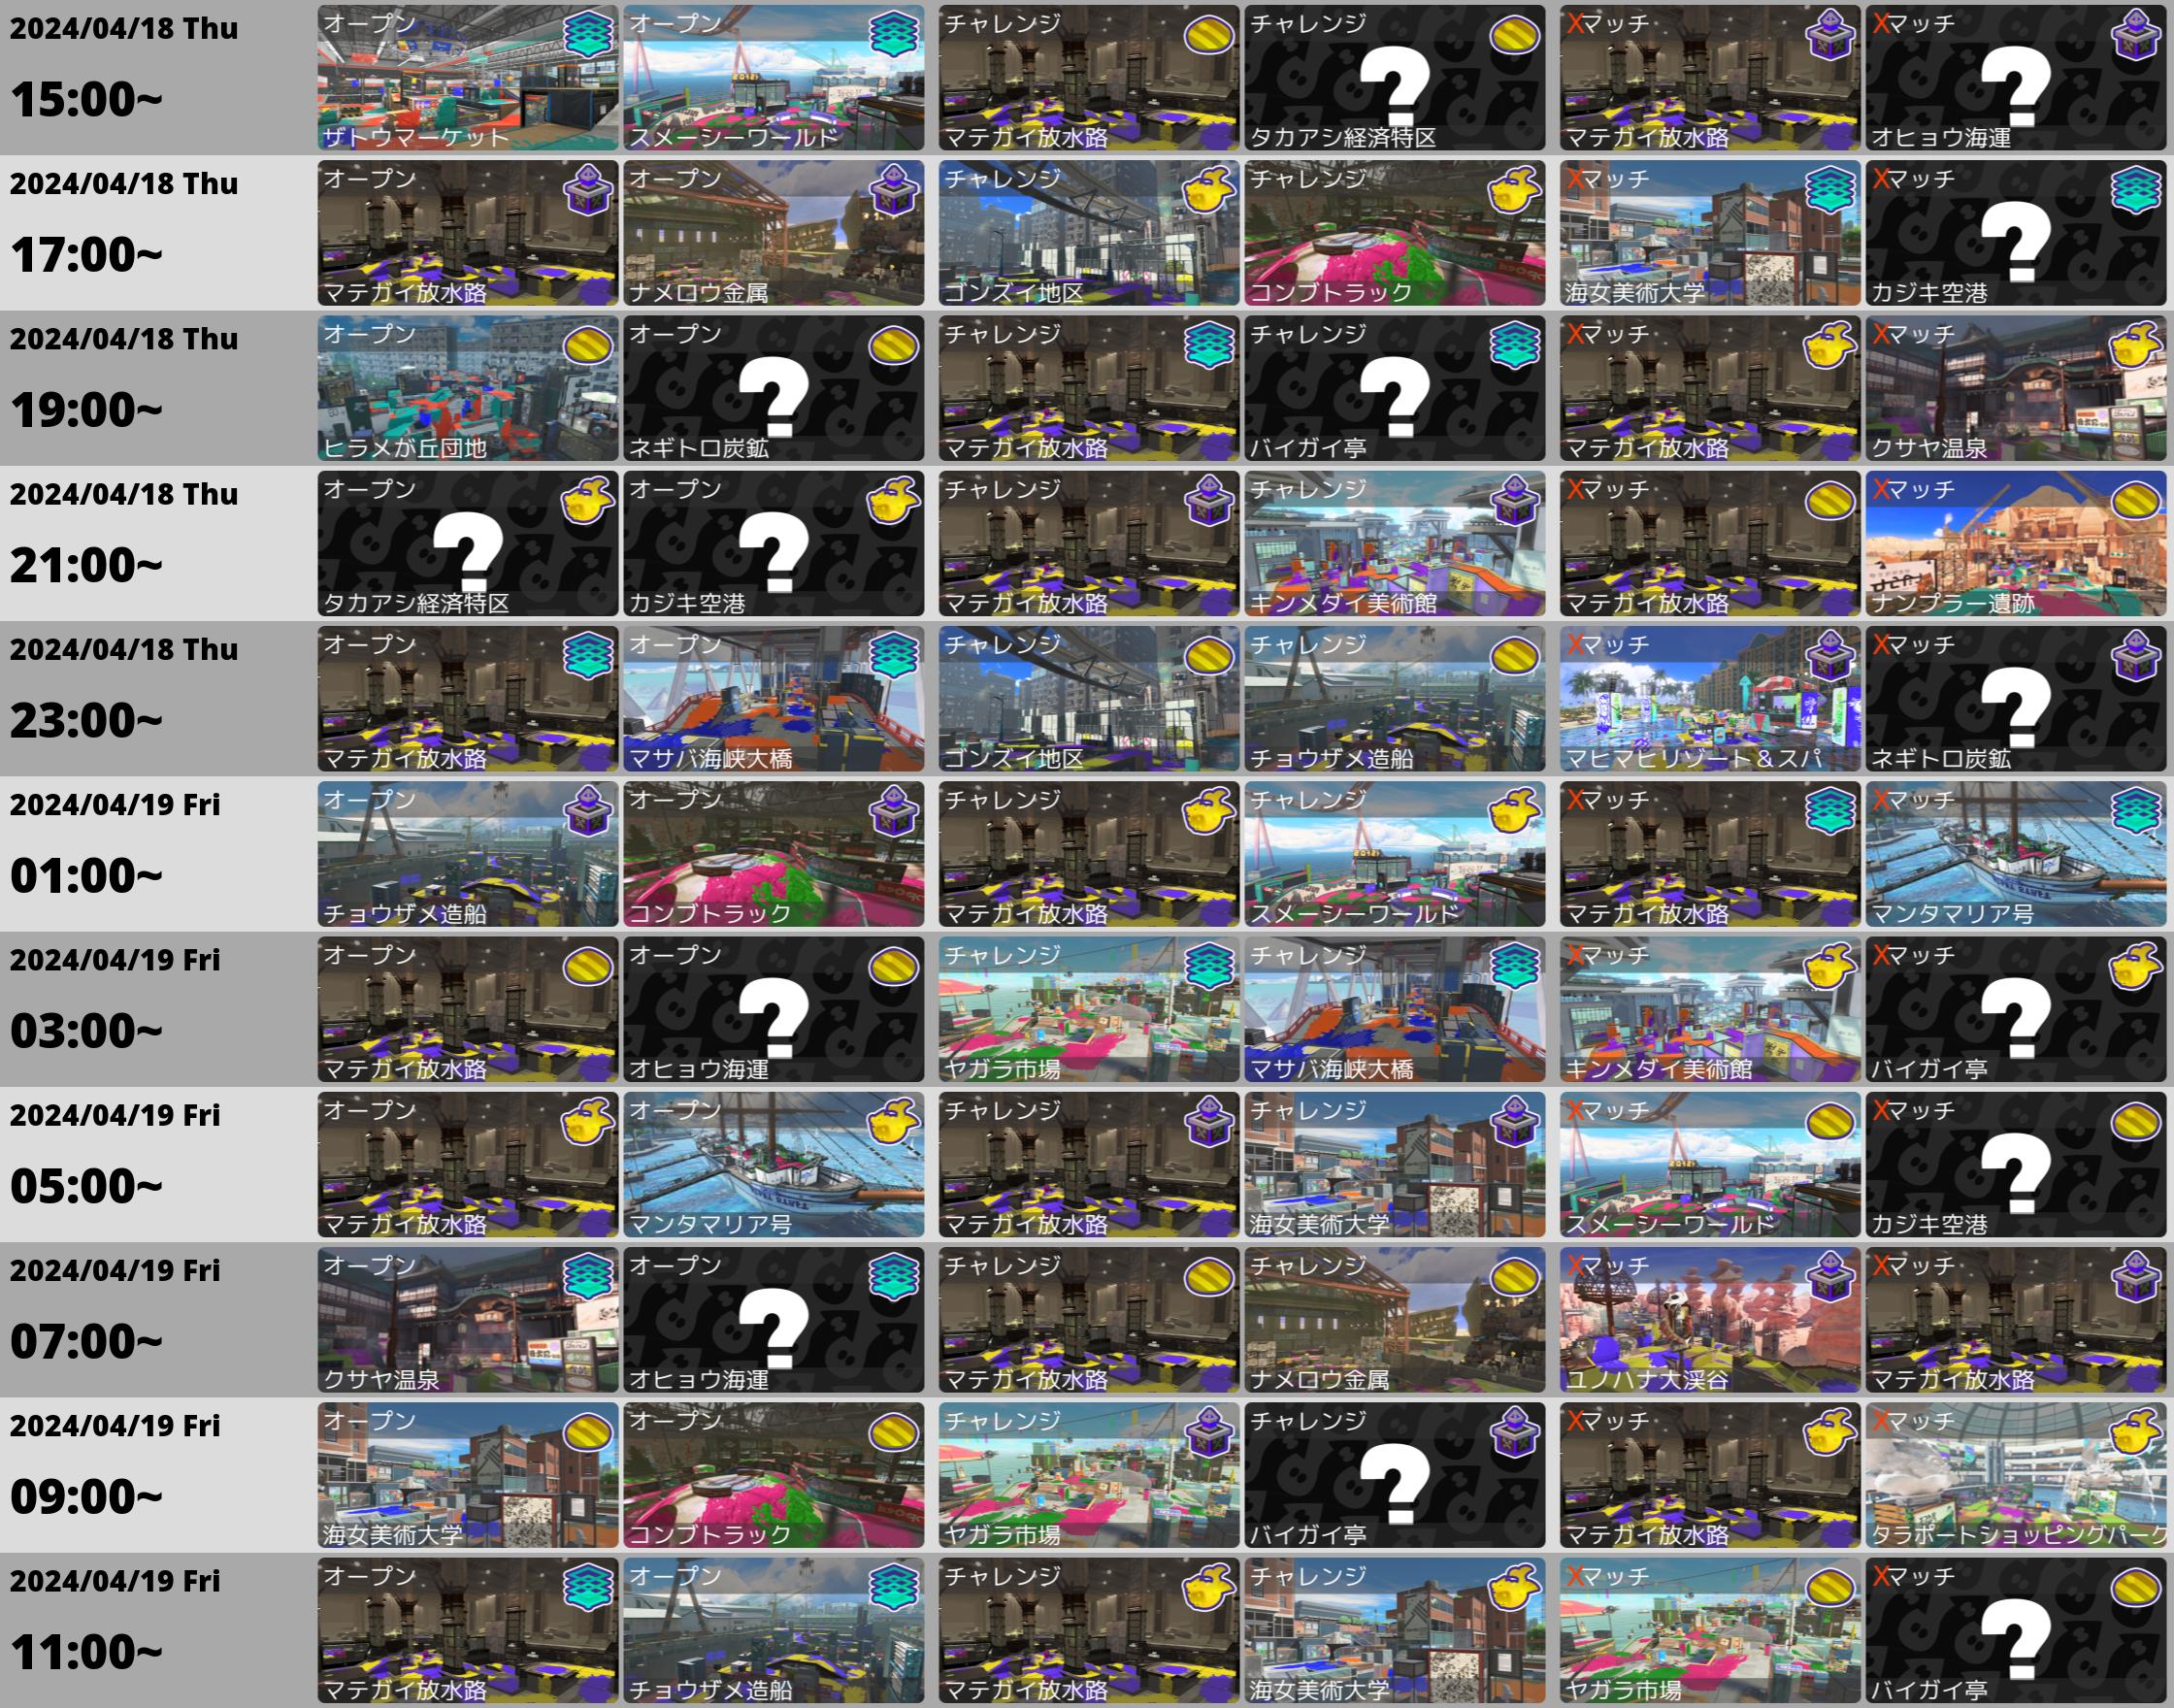 2024/04/18 Thu
15:00~
オープン
ザトウマーケット
オープン
スメーシーワールド
チャレンジ
マテガイ放水路
チャレンジ
タカアシ経済特区
Xマッチ
マテガイ放水路
Xマッチ
オヒョウ海運
2024/04/18 Thu
17:00~
オープン
マテガイ放水路
オープン
ナメロウ金属
チャレンジ
ゴンズイ地区
チャレンジ
コンブトラック
Xマッチ
海女美術大学
Xマッチ
カジキ空港
2024/04/18 Thu
19:00~
オープン
ヒラメが丘団地
オープン
ネギトロ炭鉱
チャレンジ
マテガイ放水路
チャレンジ
バイガイ亭
Xマッチ
マテガイ放水路
Xマッチ
クサヤ温泉
2024/04/18 Thu
21:00~
オープン
タカアシ経済特区
オープン
カジキ空港
チャレンジ
マテガイ放水路
チャレンジ
キンメダイ美術館
Xマッチ
マテガイ放水路
Xマッチ
ナンプラー遺跡
2024/04/18 Thu
23:00~
オープン
マテガイ放水路
オープン
マサバ海峡大橋
チャレンジ
ゴンズイ地区
チャレンジ
チョウザメ造船
Xマッチ
マヒマヒリゾート＆スパ
Xマッチ
ネギトロ炭鉱
2024/04/19 Fri
01:00~
オープン
チョウザメ造船
オープン
コンブトラック
チャレンジ
マテガイ放水路
チャレンジ
スメーシーワールド
Xマッチ
マテガイ放水路
Xマッチ
マンタマリア号
2024/04/19 Fri
03:00~
オープン
マテガイ放水路
オープン
オヒョウ海運
チャレンジ
ヤガラ市場
チャレンジ
マサバ海峡大橋
Xマッチ
キンメダイ美術館
Xマッチ
バイガイ亭
2024/04/19 Fri
05:00~
オープン
マテガイ放水路
オープン
マンタマリア号
チャレンジ
マテガイ放水路
チャレンジ
海女美術大学
Xマッチ
スメーシーワールド
Xマッチ
カジキ空港
2024/04/19 Fri
07:00~
オープン
クサヤ温泉
オープン
オヒョウ海運
チャレンジ
マテガイ放水路
チャレンジ
ナメロウ金属
Xマッチ
ユノハナ大渓谷
Xマッチ
マテガイ放水路
2024/04/19 Fri
09:00~
オープン
海女美術大学
オープン
コンブトラック
チャレンジ
ヤガラ市場
チャレンジ
バイガイ亭
Xマッチ
マテガイ放水路
Xマッチ
タラポートショッピングパーク
2024/04/19 Fri
11:00~
オープン
マテガイ放水路
オープン
チョウザメ造船
チャレンジ
マテガイ放水路
チャレンジ
海女美術大学
Xマッチ
ヤガラ市場
Xマッチ
バイガイ亭